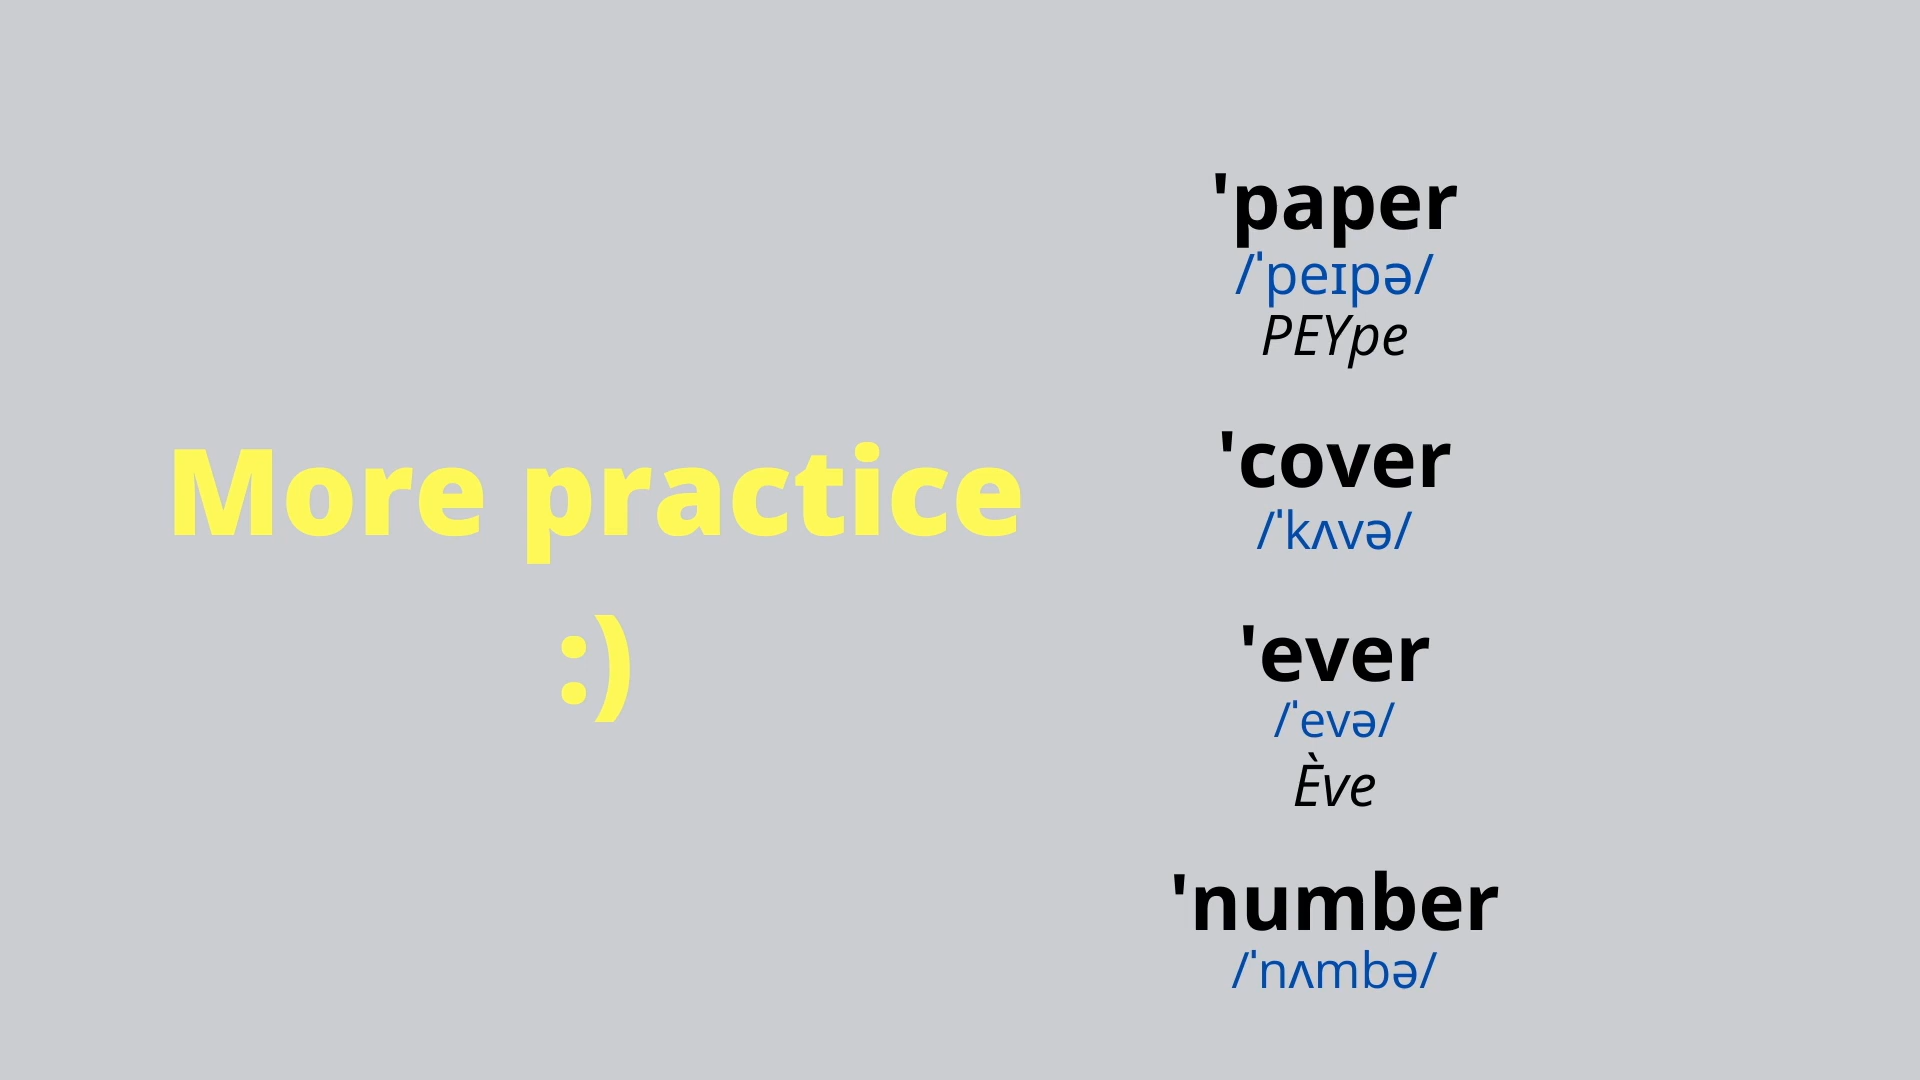 More practice
:)
'paper
/ˈpeɪpə/
PEYpe
'cover
/ˈkʌvə/
'ever
/ˈevə/
Ève
'number
/ˈnʌmbə/